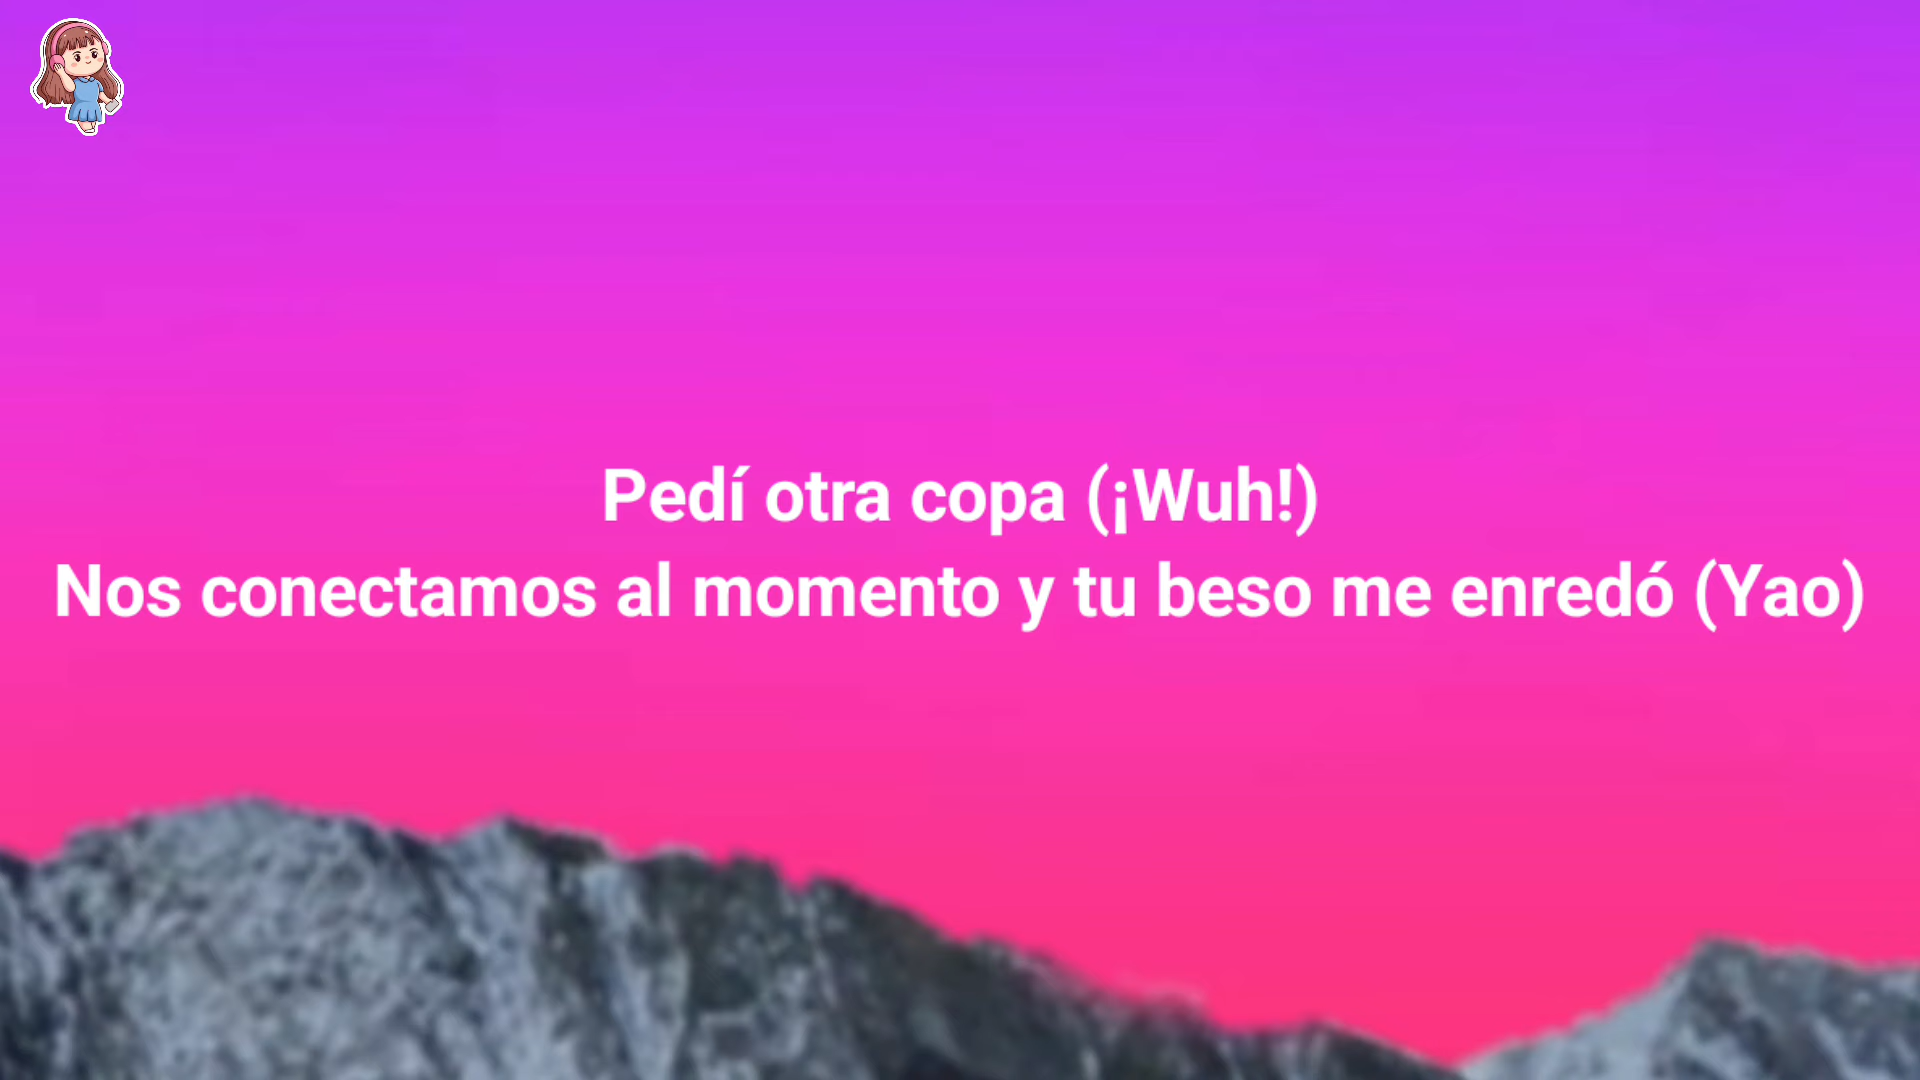 Pedí otra copa (¡Wuh!)
Nos conectamos al momento y tu beso me enredó (Yao)